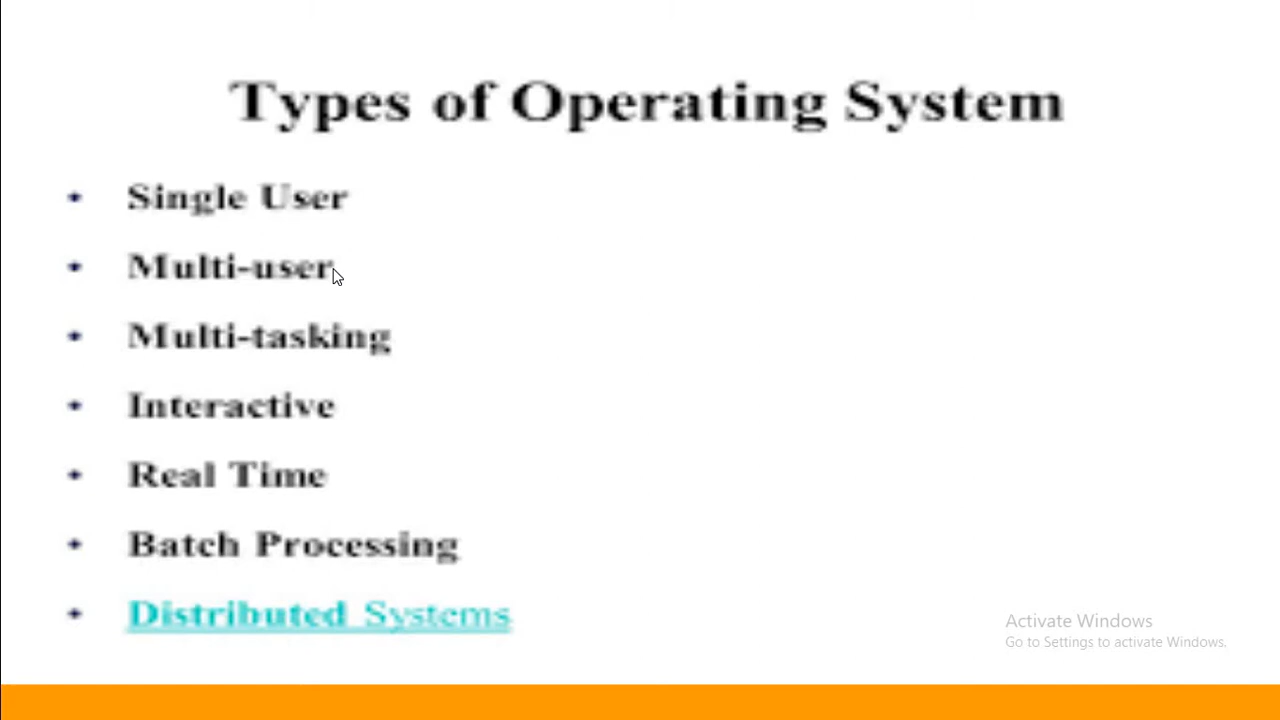 Types of Operating System
• Single User
• Multi-user
• Multi-tasking
• Interactive
• Real Time
• Batch Processing
• Distributed Systems
Activate Windows
Go to Settings to activate Windows.